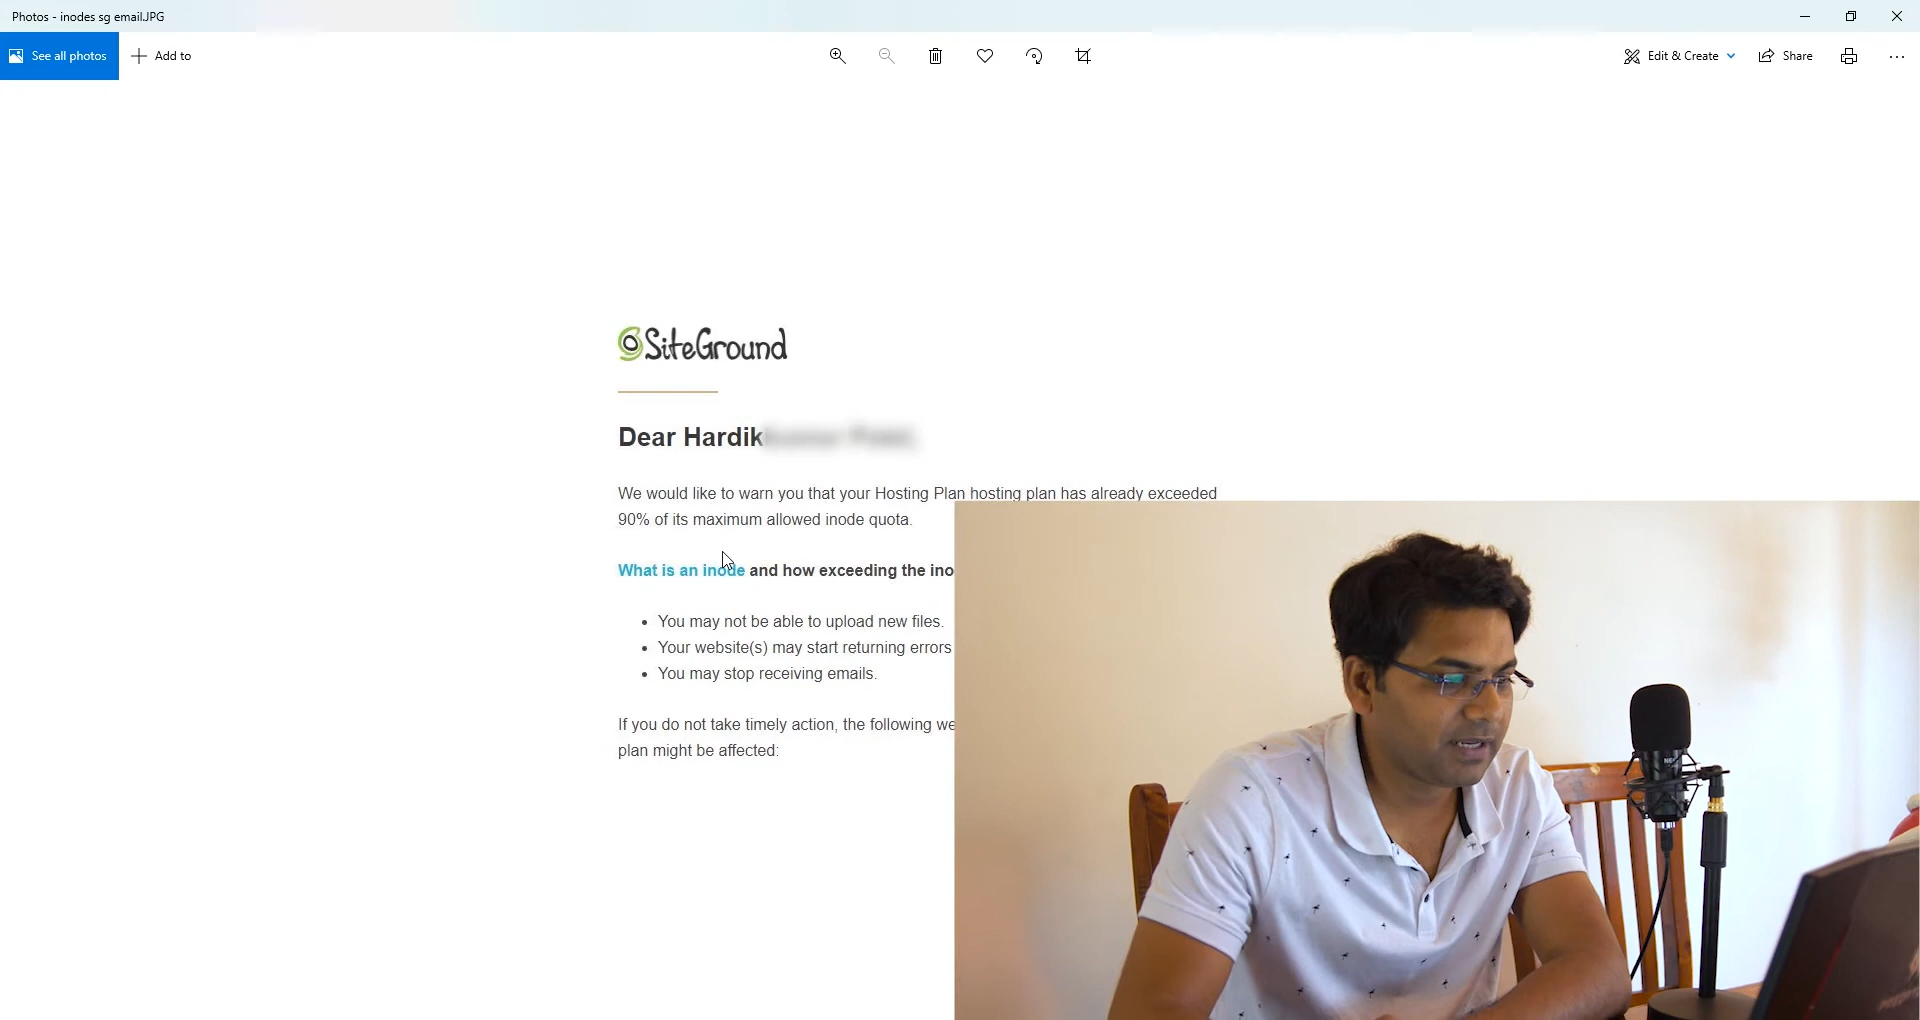 Photos - inodes sg email.JPG
See all photos
Add to
Edit & Create
Share
SiteGround
Dear Hardik
We would like to warn you that your Hosting Plan hosting plan has already exceeded
90% of its maximum allowed inode quota.
What is an inode and how exceeding the ino
You may not be able to upload new files.
Your website(s) may start returning errors
You may stop receiving emails.
If you do not take timely action, the following we
plan might be affected: